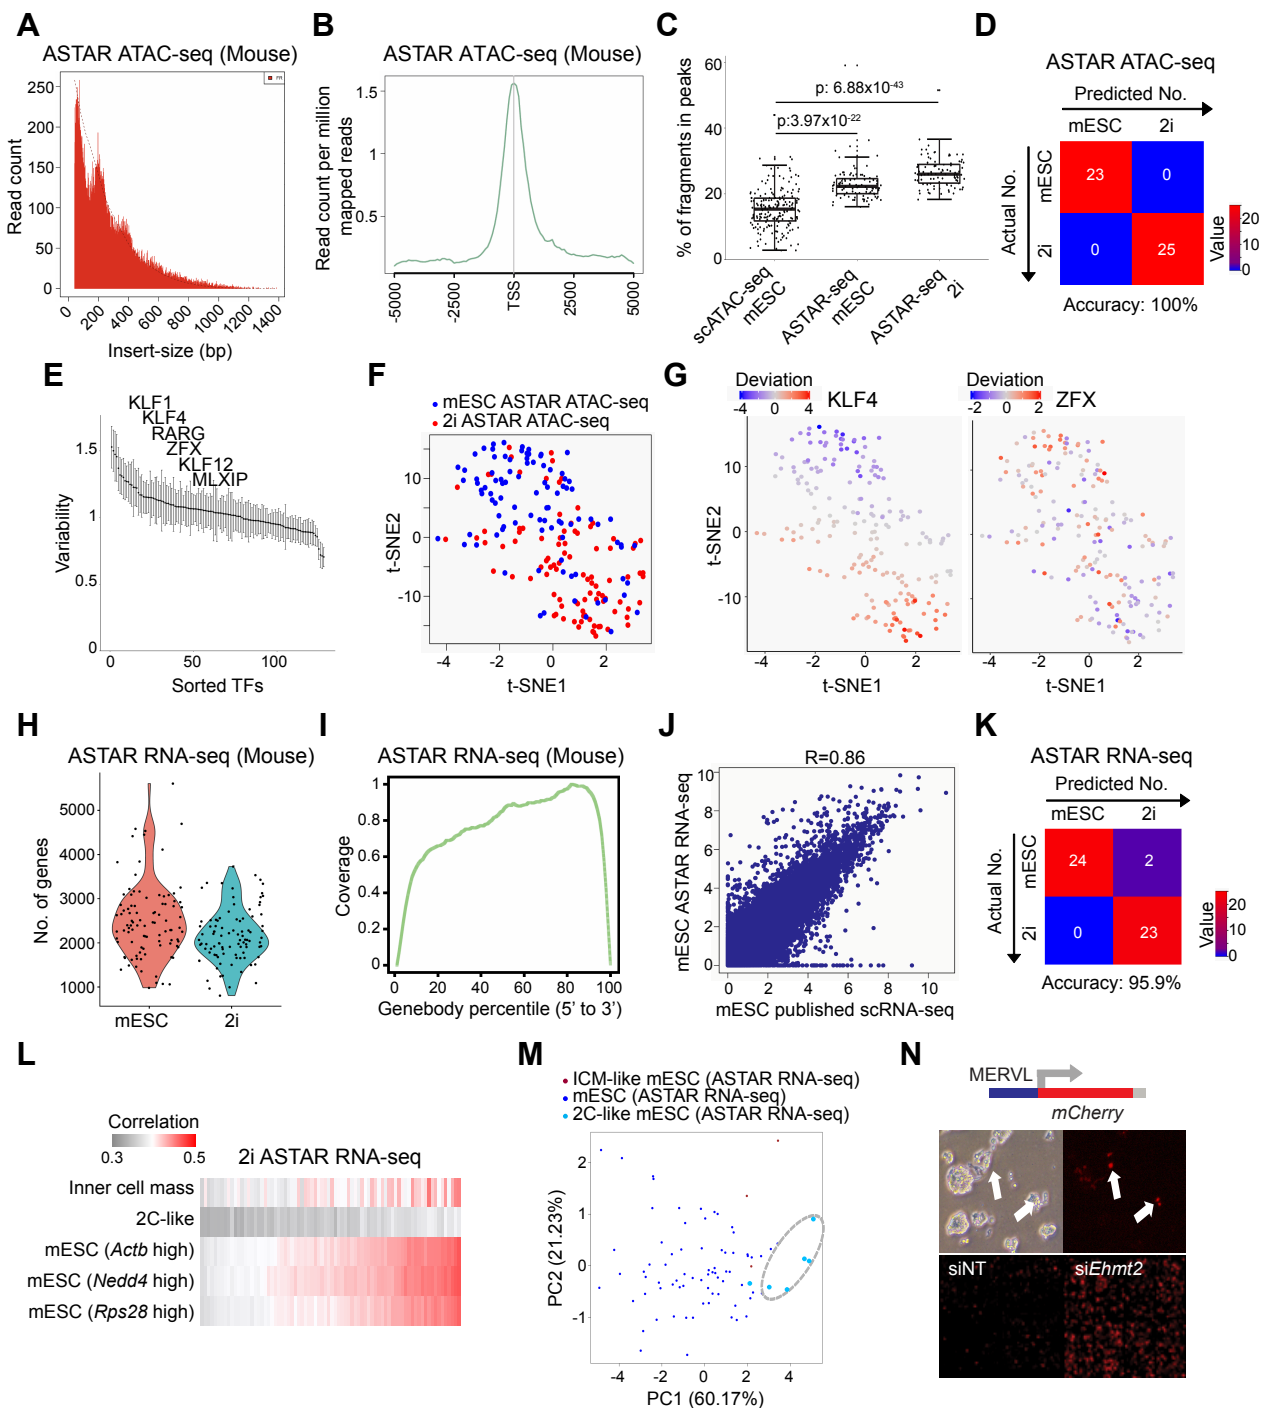 A
ASTAR ATAC-seq (Mouse)
FR
Read count
250
200
150
100
50
0
0
200
400
600
800
1000
1200
1400
Insert-size (bp)
B
ASTAR ATAC-seq (Mouse)
Read count per million
mapped reads
1.5
1
0.5
-5000
-2500
TSS
2500
5000
C
% of fragments in peaks
60
40
20
0
p: 6.88x10-43
p:3.97x10-22
scATAC-seq
mESC
ASTAR-seq
mESC
ASTAR-seq
2i
D
ASTAR ATAC-seq
Predicted No.
mESC
2i
Actual No.
mESC
2i
23
0
0
25
Value
20
10
0
Accuracy: 100%
E
KLF1
KLF4
RARG
ZFX
KLF12
MLXIP
Variability
1.5
1
0.5
0
0
50
100
Sorted TFs
F
mESC ASTAR ATAC-seq
2i ASTAR ATAC-seq
t-SNE2
10
0
-10
-4
-2
0
2
t-SNE1
G
Deviation
-4
0
4
KLF4
t-SNE2
10
0
-10
-4
-2
0
2
t-SNE1
Deviation
-2
0
2
ZFX
-4
-2
0
2
t-SNE1
H
ASTAR RNA-seq (Mouse)
No. of genes
5000
4000
3000
2000
1000
mESC
2i
I
ASTAR RNA-seq (Mouse)
Coverage
1
0.8
0.6
0.4
0.2
0
0
20
40
60
80
100
Genebody percentile (5’ to 3’)
J
R=0.86
mESC ASTAR RNA-seq
10
8
6
4
2
0
0
2
4
6
8
10
mESC published scRNA-seq
K
ASTAR RNA-seq
Predicted No.
mESC
2i
Actual No.
mESC
2i
24
2
0
23
Value
20
10
0
Accuracy: 95.9%
L
Correlation
0.3
0.5
2i ASTAR RNA-seq
Inner cell mass
2C-like
mESC (Actb high)
mESC (Nedd4 high)
mESC (Rps28 high)
M
ICM-like mESC (ASTAR RNA-seq)
mESC (ASTAR RNA-seq)
2C-like mESC (ASTAR RNA-seq)
PC2 (21.23%)
2
1
0
-1
-4
-2
0
2
4
PC1 (60.17%)
N
MERVL
mCherry
siNT
siEhmt2